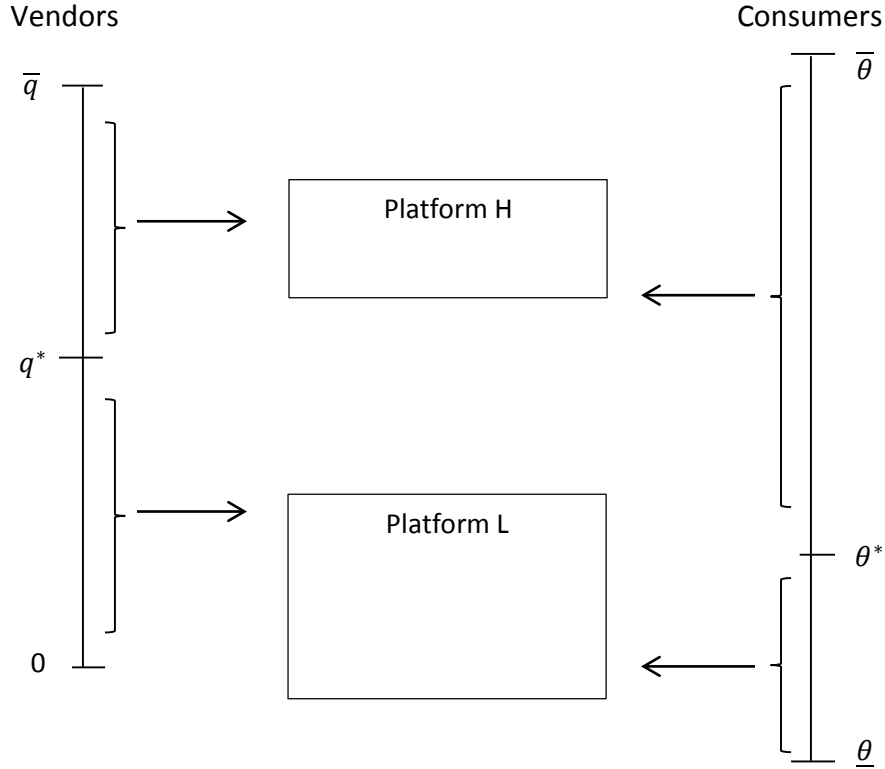 Vendors
Consumers
q̅
θ̅
Platform H
q*
Platform L
θ*
0
θ̲